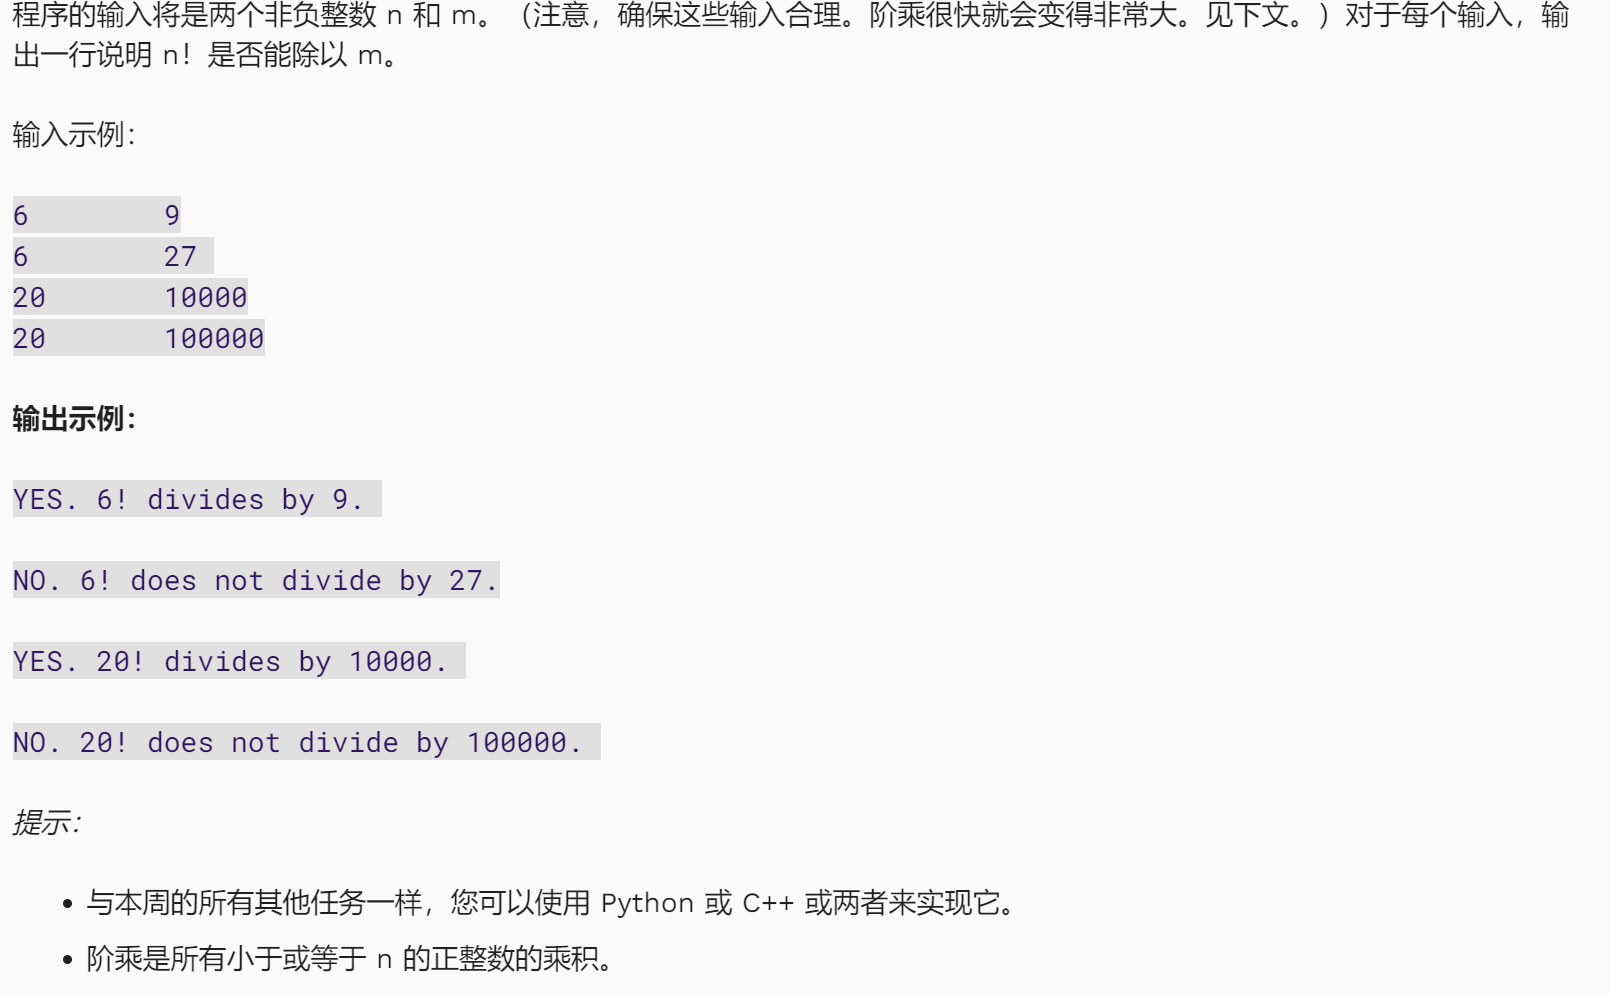 程序的输入将是两个非负整数 n 和 m。（注意，确保这些输入合理。阶乘很快就会变得非常大。见下文。）对于每个输入，输
出一行说明 n！是否能除以 m。
输入示例：
6 9
6 27
20 10000
20 100000
输出示例：
YES. 6! divides by 9.
NO. 6! does not divide by 27.
YES. 20! divides by 10000.
NO. 20! does not divide by 100000.
提示：
• 与本周的所有其他任务一样，您可以使用 Python 或 C++ 或两者来实现它。
• 阶乘是所有小于或等于 n 的正整数的乘积。